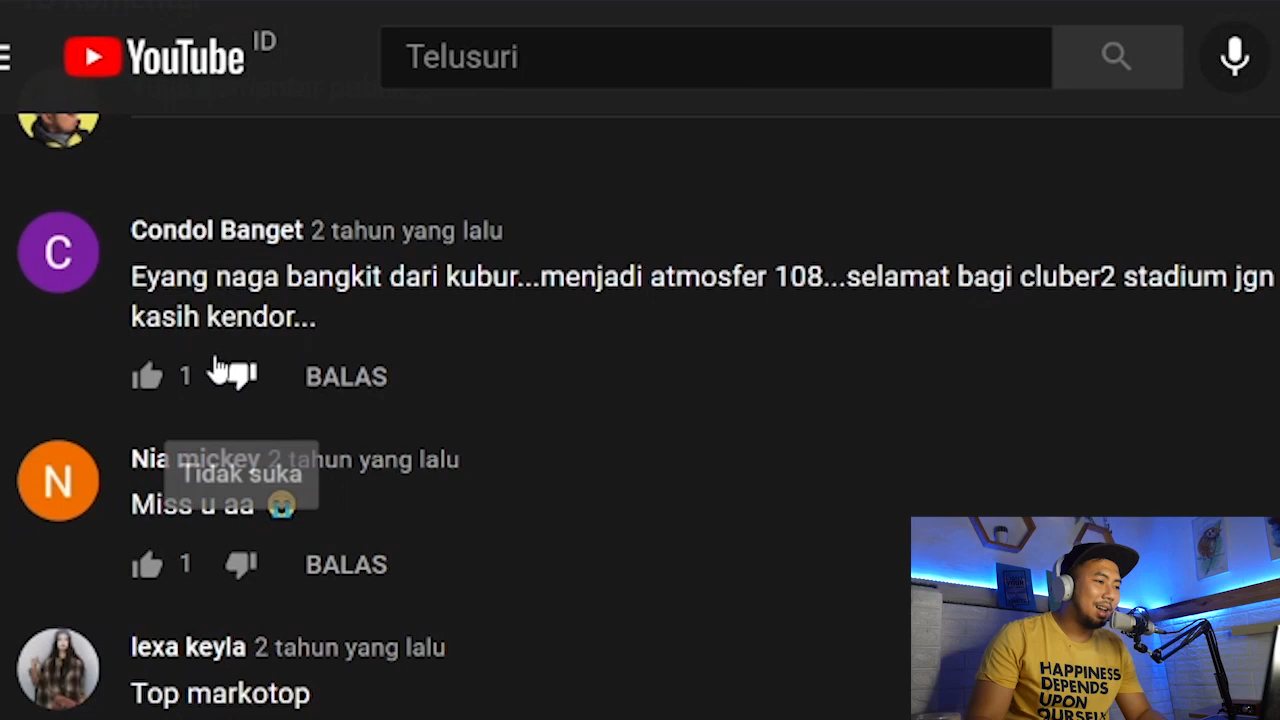 YouTube ID
Telusuri
Condol Banget 2 tahun yang lalu
Eyang naga bangkit dari kubur...menjadi atmosfer 108...selamat bagi cluber2 stadium jgn
kasih kendor...
1 BALAS
Nia mickey 2 tahun yang lalu
Tidak suka
Miss u aa 😭
1 BALAS
lexa keyla 2 tahun yang lalu
Top markotop
C
N
HAPPINESS
DEPENDS
UPON
OURSELVES